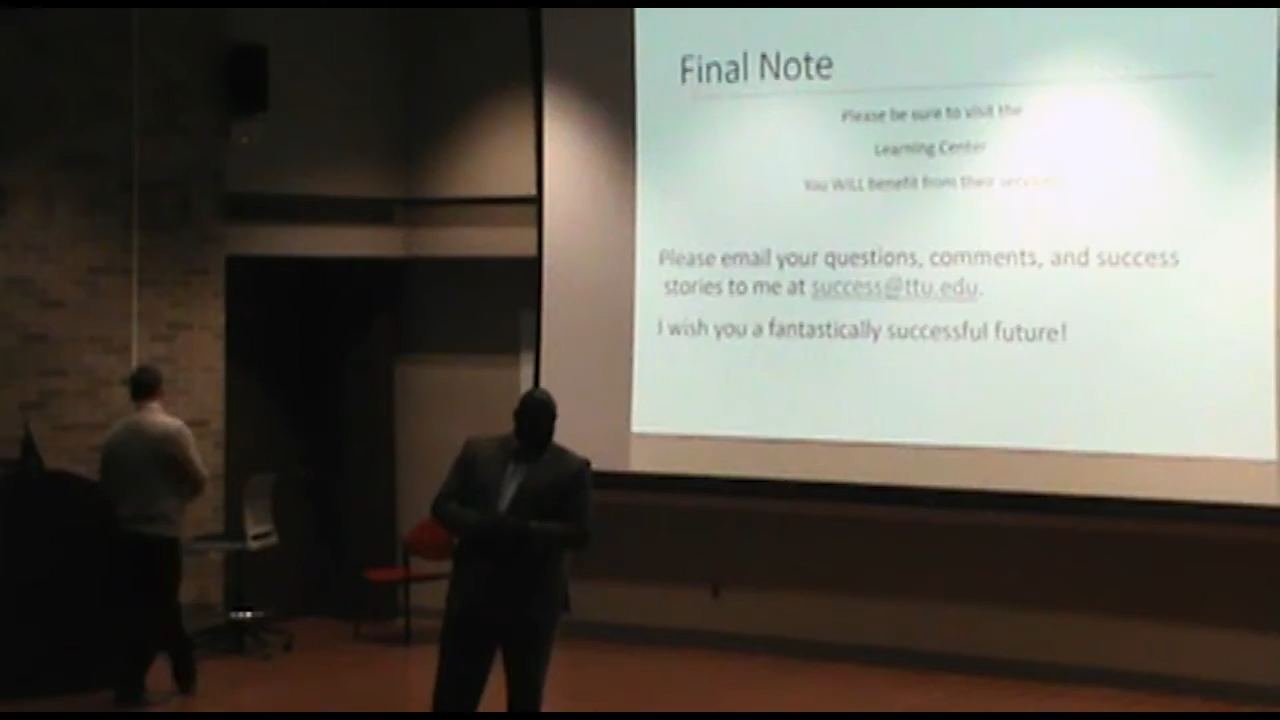 Final Note
Please be sure to visit the
Learning Center
You WILL benefit from their services
Please email your questions, comments, and success
stories to me at success@ttu.edu.
I wish you a fantastically successful future!